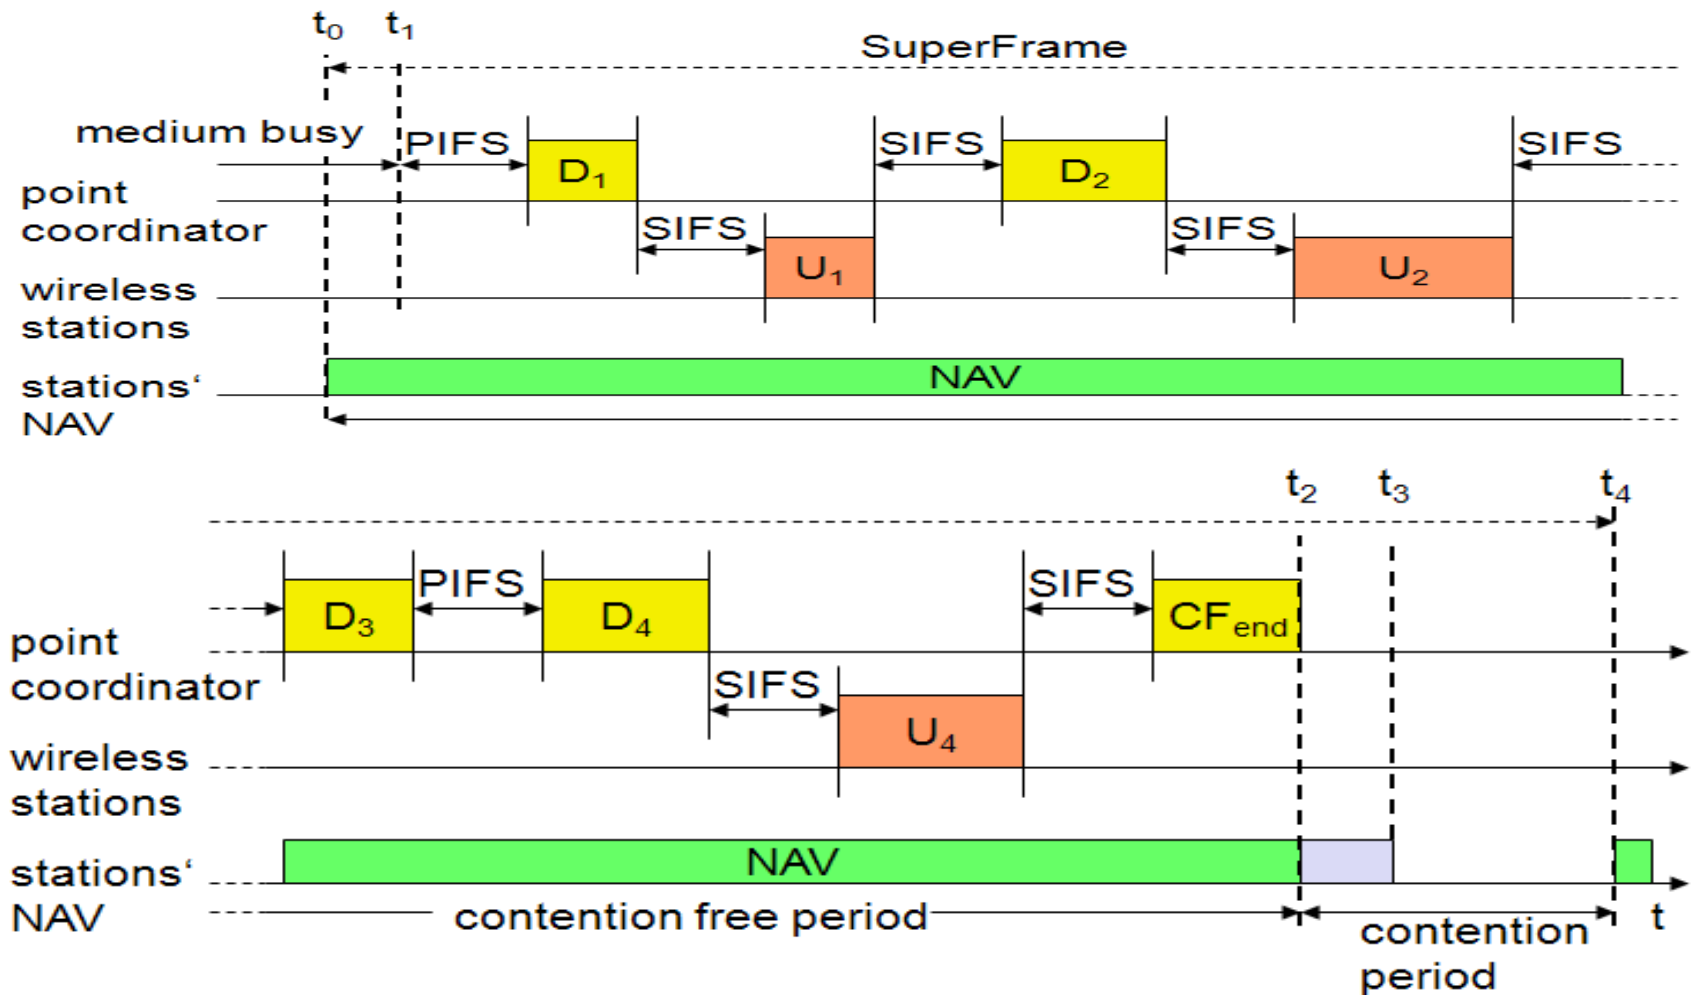 t₀ t₁
SuperFrame
medium busy
PIFS
D₁
SIFS
D₂
SIFS
point
coordinator
SIFS
U₁
SIFS
U₂
wireless
stations
stations‘
NAV
NAV
t₂ t₃ t₄
D₃
PIFS
D₄
SIFS
CFend
point
coordinator
SIFS
U₄
wireless
stations
stations‘
NAV
NAV
contention free period
t
contention
period